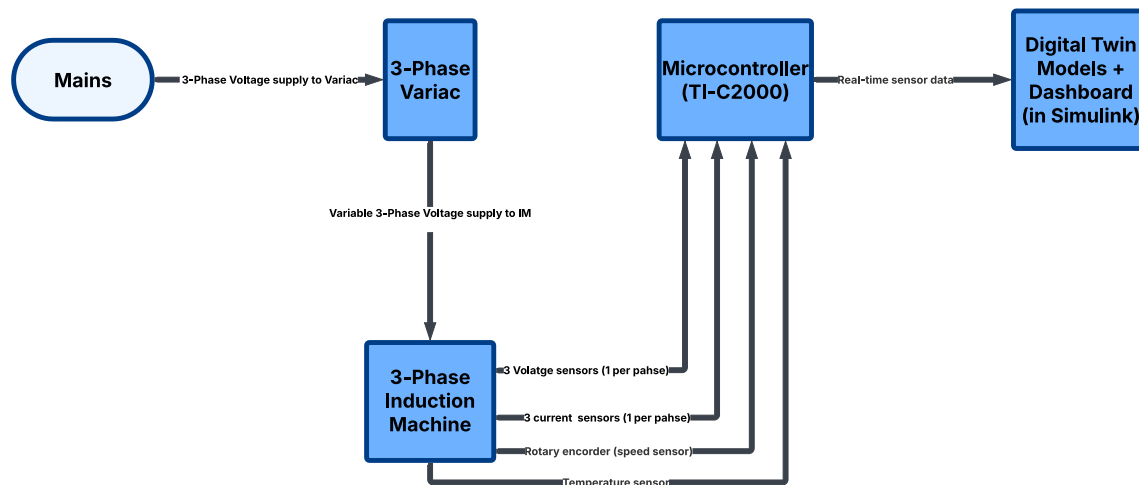 Mains
3-Phase Voltage supply to Variac
3-Phase
Variac
Microcontroller
(TI-C2000)
Real-time sensor data
Digital Twin
Models +
Dashboard
(in Simulink)
Variable 3-Phase Voltage supply to IM
3-Phase
Induction
Machine
3 Volatge sensors (1 per pahse)
3 current sensors (1 per pahse)
Rotary encorder (speed sensor)
Temperature sensor